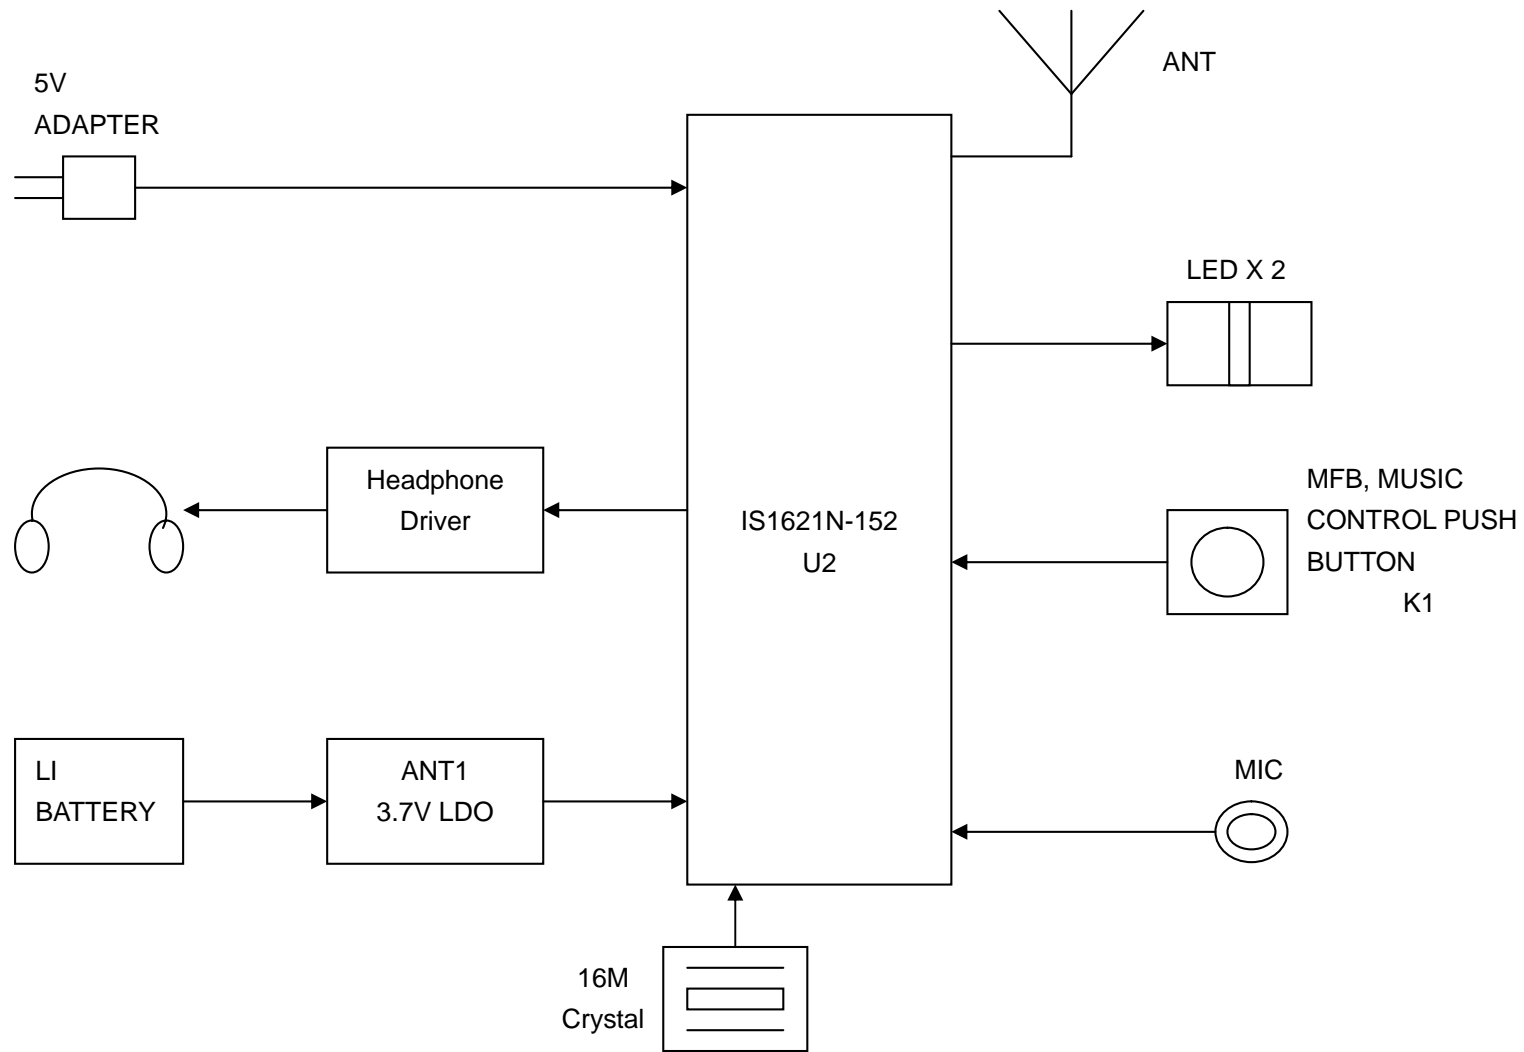 ANT
5V
ADAPTER
LED X 2
Headphone
Driver
IS1621N-152
U2
MFB, MUSIC
CONTROL PUSH
BUTTON
K1
LI
BATTERY
ANT1
3.7V LDO
MIC
16M
Crystal